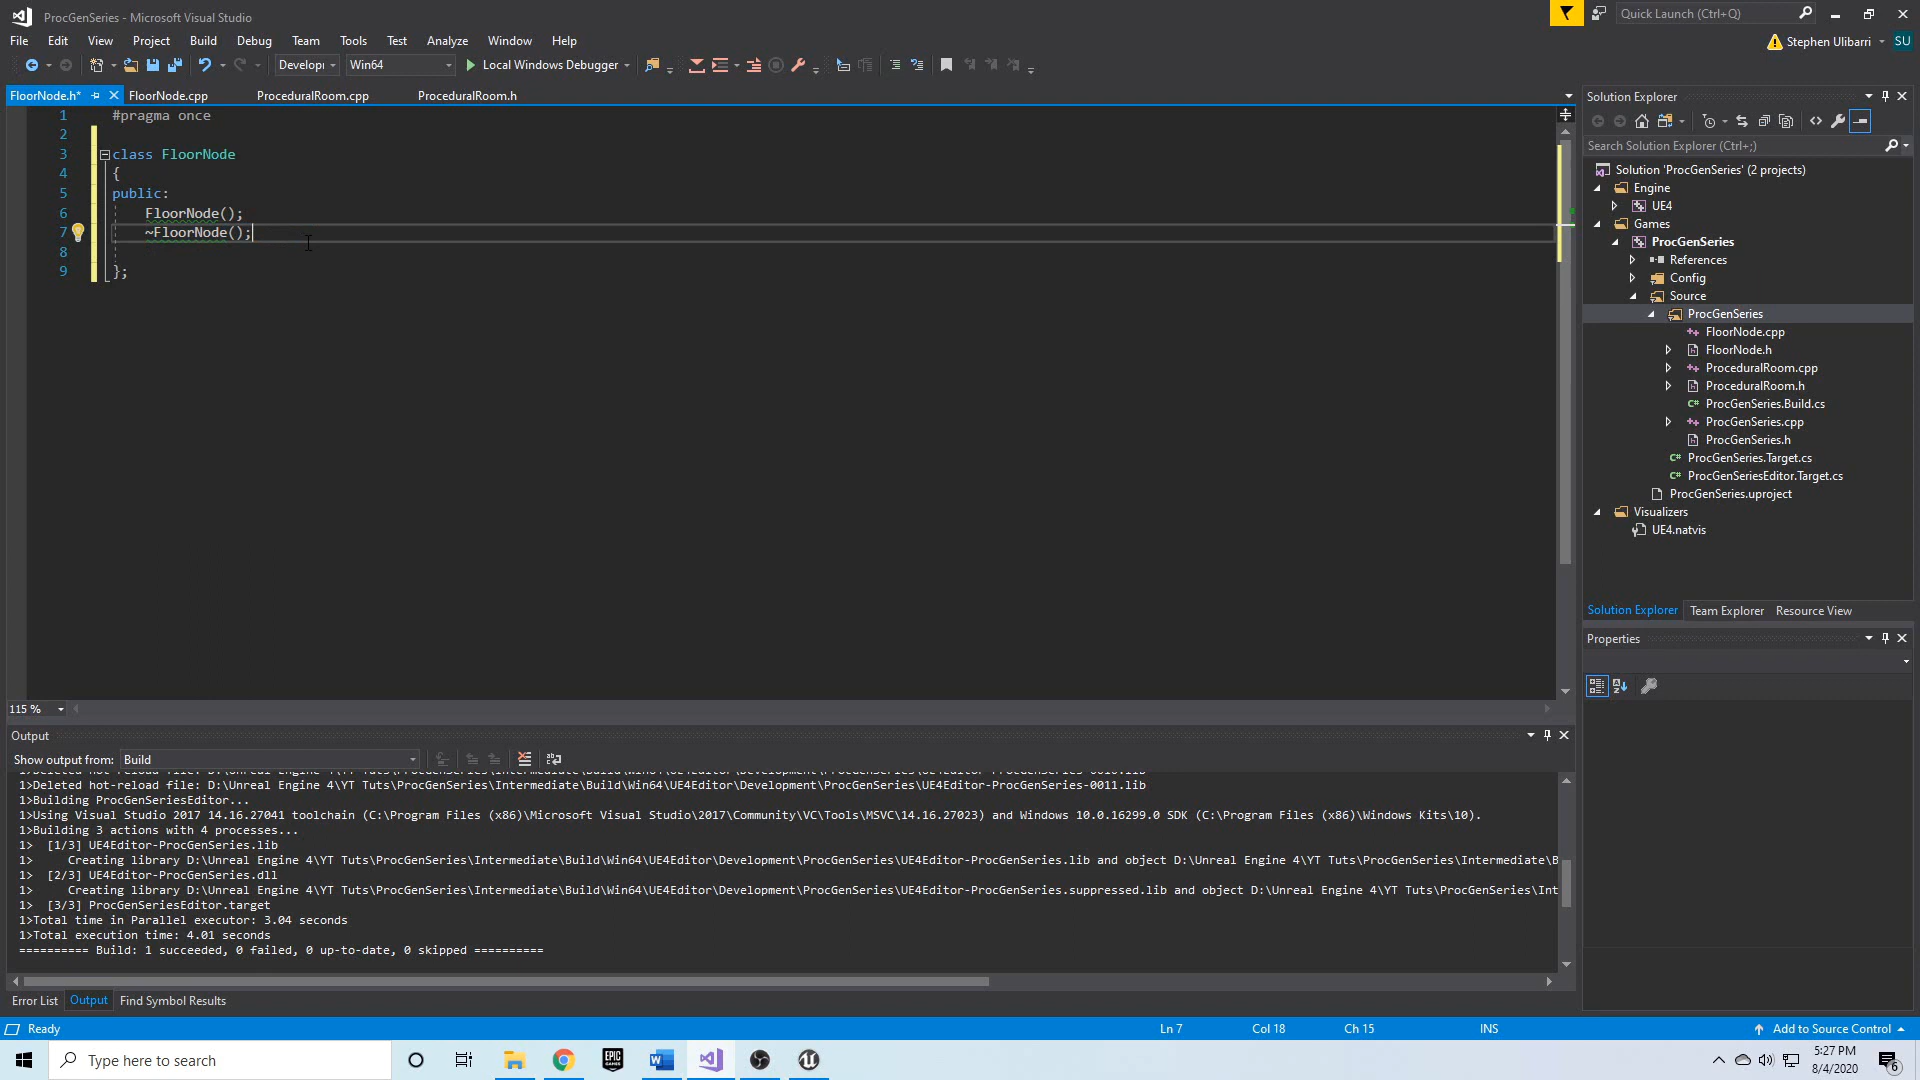 ProcGenSeries - Microsoft Visual Studio
Quick Launch (Ctrl+Q)
File Edit View Project Build Debug Team Tools Test Analyze Window Help
Stephen Ulibarri SU
Developi Win64 Local Windows Debugger
FloorNode.h* FloorNode.cpp ProceduralRoom.cpp ProceduralRoom.h
1 #pragma once
2
3 class FloorNode
4 {
5 public:
6 FloorNode();
7 ~FloorNode();
8
9 };
115 %
Solution Explorer
Search Solution Explorer (Ctrl+;)
Solution 'ProcGenSeries' (2 projects)
Engine
UE4
Games
ProcGenSeries
References
Config
Source
ProcGenSeries
FloorNode.cpp
FloorNode.h
ProceduralRoom.cpp
ProceduralRoom.h
ProcGenSeries.Build.cs
ProcGenSeries.cpp
ProcGenSeries.h
ProcGenSeries.Target.cs
ProcGenSeriesEditor.Target.cs
ProcGenSeries.uproject
Visualizers
UE4.natvis
Solution Explorer Team Explorer Resource View
Properties
Output
Show output from: Build
1>Deleted hot-reload file: D:\Unreal Engine 4\YT Tuts\ProcGenSeries\Intermediate\Build\Win64\UE4Editor\Development\ProcGenSeries\UE4Editor-ProcGenSeries-0011.lib
1>Building ProcGenSeriesEditor...
1>Using Visual Studio 2017 14.16.27041 toolchain (C:\Program Files (x86)\Microsoft Visual Studio\2017\Community\VC\Tools\MSVC\14.16.27023) and Windows 10.0.16299.0 SDK (C:\Program Files (x86)\Windows Kits\10).
1>Building 3 actions with 4 processes...
1> [1/3] UE4Editor-ProcGenSeries.lib
1> Creating library D:\Unreal Engine 4\YT Tuts\ProcGenSeries\Intermediate\Build\Win64\UE4Editor\Development\ProcGenSeries\UE4Editor-ProcGenSeries.lib and object D:\Unreal Engine 4\YT Tuts\ProcGenSeries\Intermediate\B
1> [2/3] UE4Editor-ProcGenSeries.dll
1> Creating library D:\Unreal Engine 4\YT Tuts\ProcGenSeries\Intermediate\Build\Win64\UE4Editor\Development\ProcGenSeries\UE4Editor-ProcGenSeries.suppressed.lib and object D:\Unreal Engine 4\YT Tuts\ProcGenSeries\Int
1> [3/3] ProcGenSeriesEditor.target
1>Total time in Parallel executor: 3.04 seconds
1>Total execution time: 4.01 seconds
========== Build: 1 succeeded, 0 failed, 0 up-to-date, 0 skipped ==========
Error List Output Find Symbol Results
Ready Ln 7 Col 18 Ch 15 INS Add to Source Control
Type here to search
EPIC GAMES
5:27 PM
8/4/2020
6